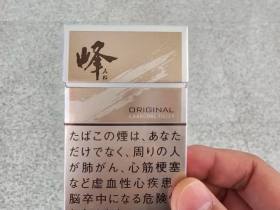 峰
みね
ORIGINAL
CHARCOAL FILTER
たばこの煙は、あなた
だけでなく、周りの人
が肺がん、心筋梗塞
など虚血性心疾患、
脳卒中になる危険